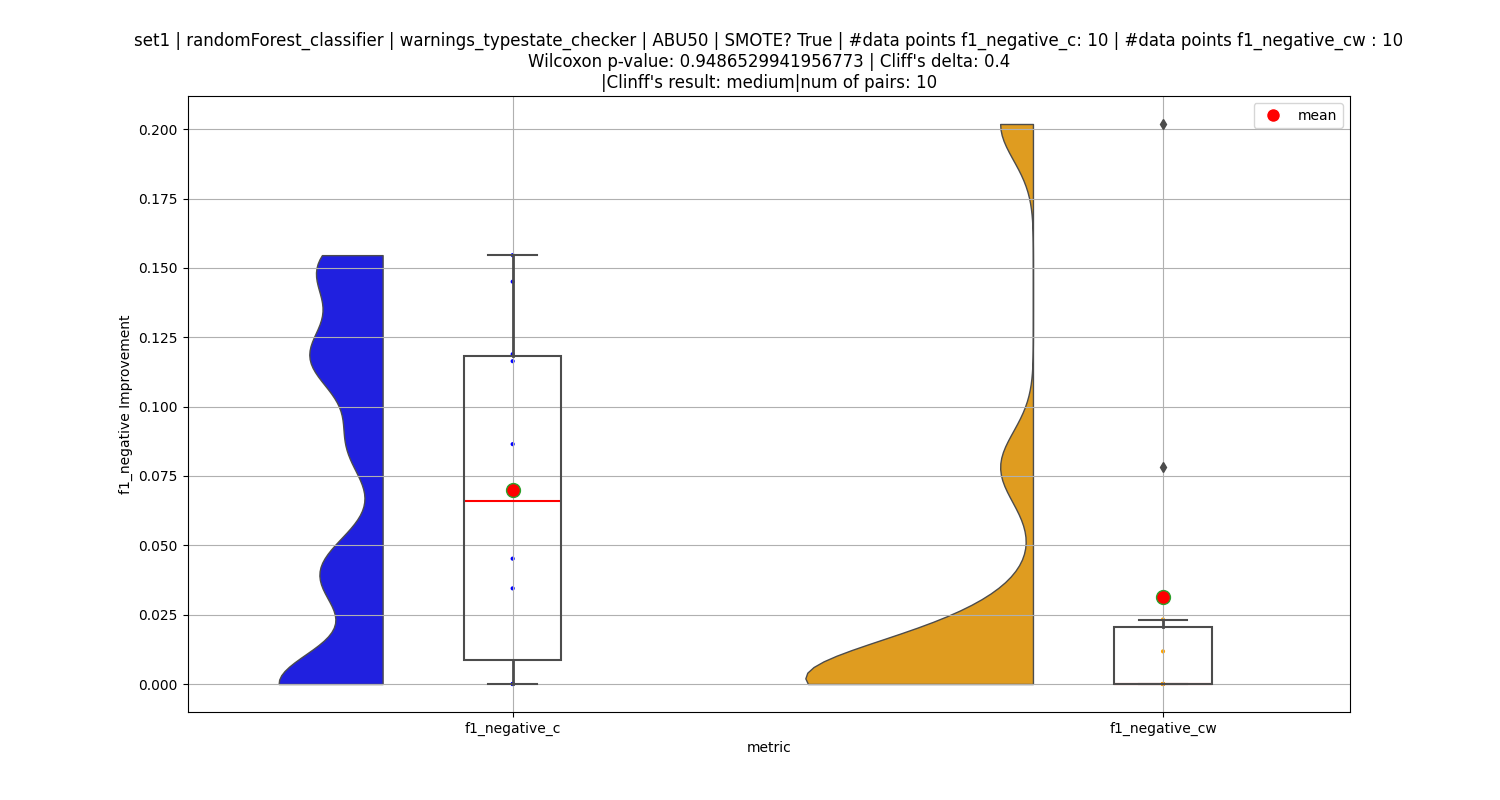 set1 | randomForest_classifier | warnings_typestate_checker | ABU50 | SMOTE? True | #data points f1_negative_c: 10 | #data points f1_negative_cw : 10
Wilcoxon p-value: 0.9486529941956773 | Cliff's delta: 0.4
|Clinff's result: medium|num of pairs: 10
mean
f1_negative Improvement
0.200
0.175
0.150
0.125
0.100
0.075
0.050
0.025
0.000
f1_negative_c
f1_negative_cw
metric